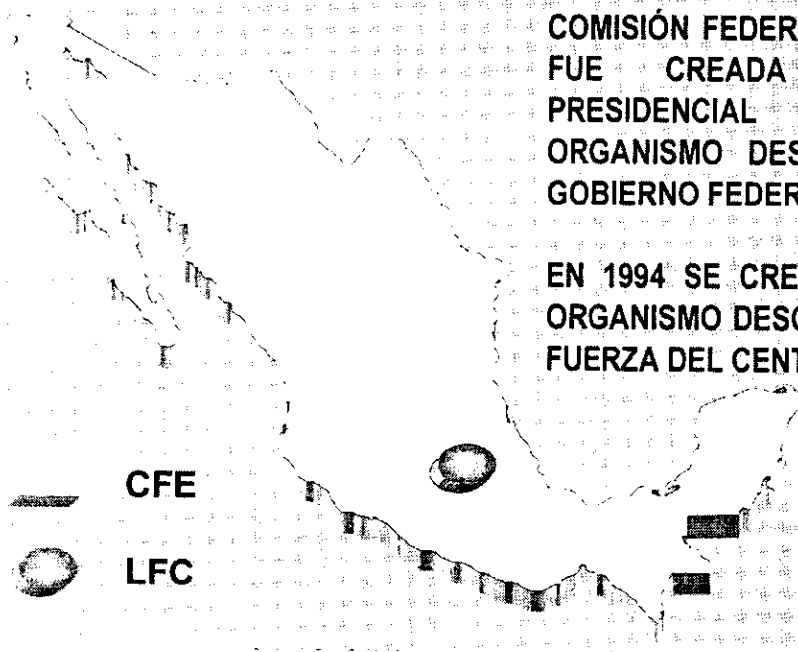 COMISIÓN FEDER
FUE CREADA
PRESIDENCIAL
ORGANISMO DES
GOBIERNO FEDER
EN 1994 SE CRE
ORGANISMO DESC
FUERZA DEL CENT
CFE
LFC